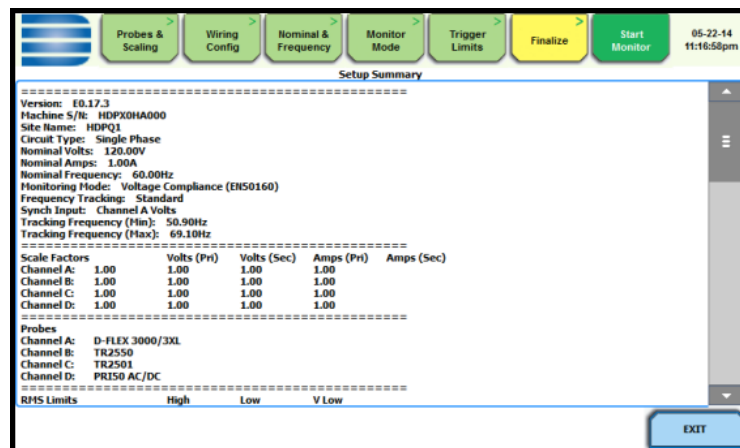 Probes & Scaling
Wiring Config
Nominal & Frequency
Monitor Mode
Trigger Limits
Finalize
Start Monitor
05-22-14
11:16:58pm
Setup Summary
===============================================
Version: E0.17.3
Machine S/N: HDPX0HA000
Site Name: HDPQ1
Circuit Type: Single Phase
Nominal Volts: 120.00V
Nominal Amps: 1.00A
Nominal Frequency: 60.00Hz
Monitoring Mode: Voltage Compliance (EN50160)
Frequency Tracking: Standard
Synch Input: Channel A Volts
Tracking Frequency (Min): 50.90Hz
Tracking Frequency (Max): 69.10Hz
===============================================
Scale Factors Volts (Pri) Volts (Sec) Amps (Pri) Amps (Sec)
Channel A: 1.00 1.00 1.00 1.00
Channel B: 1.00 1.00 1.00 1.00
Channel C: 1.00 1.00 1.00 1.00
Channel D: 1.00 1.00 1.00 1.00
===============================================
Probes
Channel A: D-FLEX 3000/3XL
Channel B: TR2550
Channel C: TR2501
Channel D: PR150 AC/DC
===============================================
RMS Limits High Low V Low
EXIT